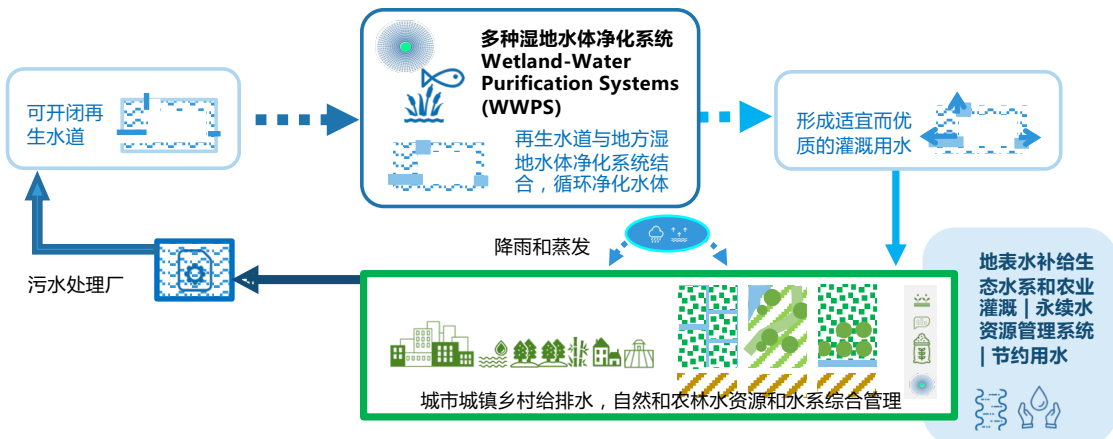 多种湿地水体净化系统
Wetland-Water
Purification Systems
(WWPS)
再生水道与地方湿
地水体净化系统结
合，循环净化水体
可开闭再
生水道
形成适宜而优
质的灌溉用水
降雨和蒸发
污水处理厂
城市城镇乡村给排水，自然和农林水资源和水系综合管理
地表水补给生
态水系和农业
灌溉 | 永续水
资源管理系统
| 节约用水